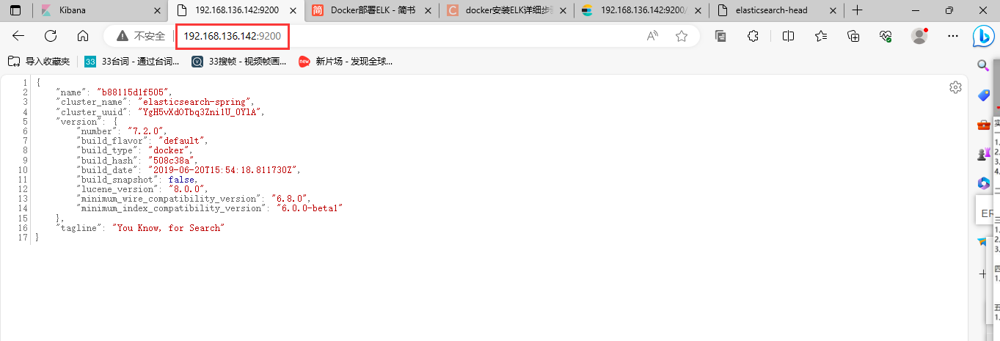 Kibana
192.168.136.142:9200
Docker部署ELK - 简书
docker安装ELK详细步
192.168.136.142:9200/
elasticsearch-head
不安全
192.168.136.142:9200
导入收藏夹
33台词 - 通过台词...
33搜帧 - 视频帧画...
新片场 - 发现全球...
1 {
2 "name": "b88115d1f505",
3 "cluster_name": "elasticsearch-spring",
4 "cluster_uuid": "YgH5vXdOTbq3Zni1U_0YlA",
5 "version": {
6 "number": "7.2.0",
7 "build_flavor": "default",
8 "build_type": "docker",
9 "build_hash": "508c38a",
10 "build_date": "2019-06-20T15:54:18.811730Z",
11 "build_snapshot": false,
12 "lucene_version": "8.0.0",
13 "minimum_wire_compatibility_version": "6.8.0",
14 "minimum_index_compatibility_version": "6.0.0-beta1"
15 },
16 "tagline": "You Know, for Search"
17 }